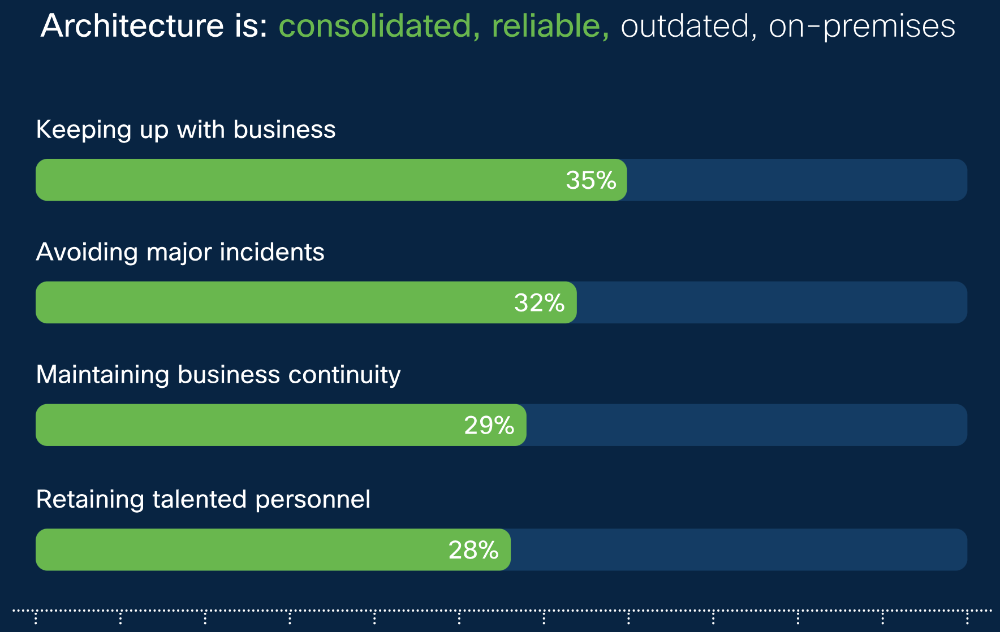 Architecture is: consolidated, reliable, outdated, on-premises
Keeping up with business
35%
Avoiding major incidents
32%
Maintaining business continuity
29%
Retaining talented personnel
28%